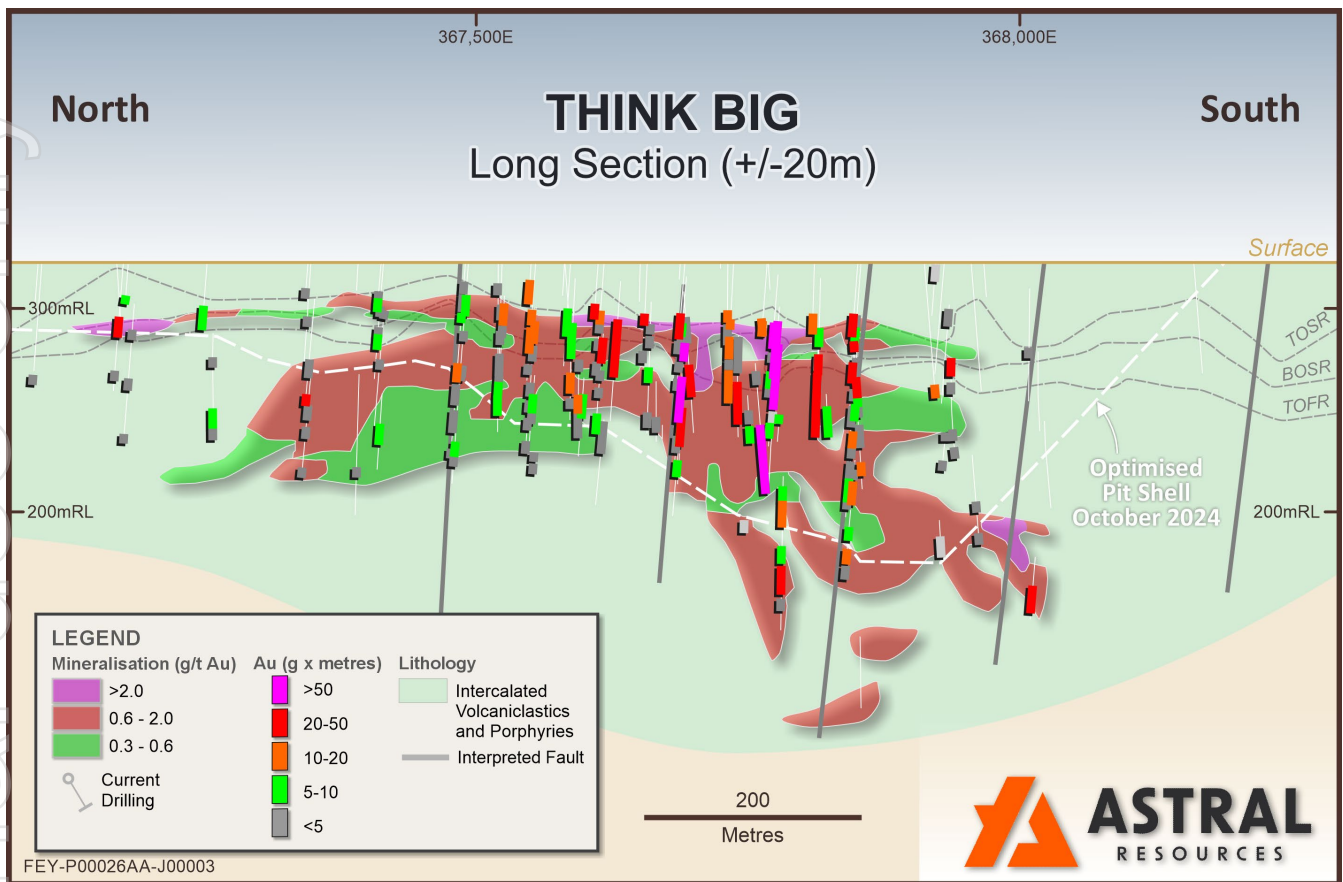 367,500E
368,000E
North
THINK BIG
South
Long Section (+/-20m)
Surface
300mRL
TOSR
BOSR
TOFR
Optimised
Pit Shell
October 2024
200mRL
200mRL
LEGEND
Mineralisation (g/t Au)
>2.0
0.6 - 2.0
0.3 - 0.6
Current
Drilling
Au (g x metres)
>50
20-50
10-20
5-10
<5
Lithology
Intercalated
Volcaniclastics
and Porphyries
Interpreted Fault
200
Metres
ASTRAL
RESOURCES
FEY-P00026AA-J00003